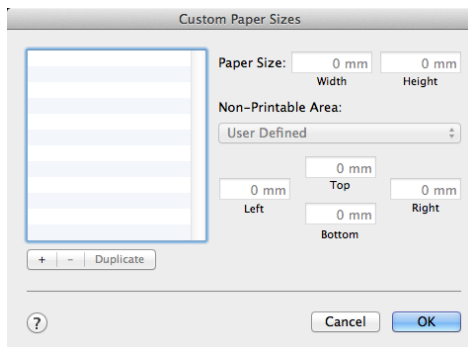 Custom Paper Sizes
Paper Size: 0 mm 0 mm
Width Height
Non-Printable Area:
User Defined
0 mm
Top
0 mm 0 mm
Left Right
0 mm
Bottom
+ - Duplicate
? Cancel OK